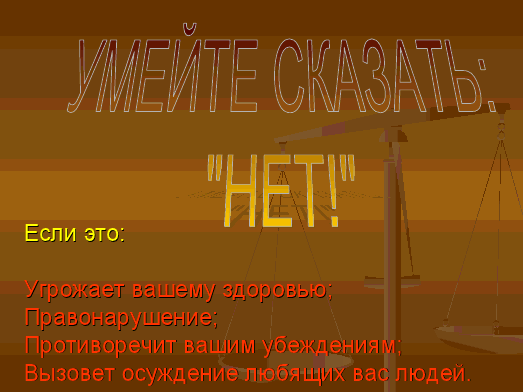 УМЕЙТЕ СКАЗАТЬ:
"НЕТ!"
Если это:
Угрожает вашему здоровью;
Правонарушение;
Противоречит вашим убеждениям;
Вызовет осуждение любящих вас людей.